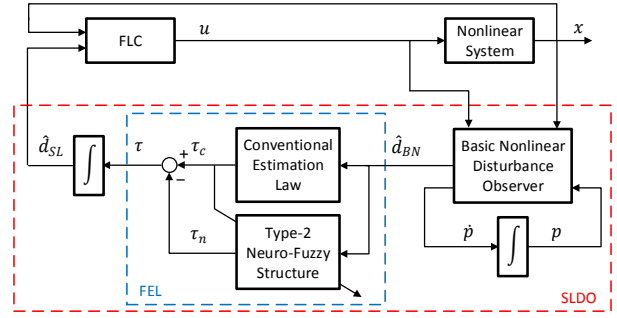 FLC
u
Nonlinear
System
x
d̂_SL
∫
τ
+
−
τ_c
τ_n
Conventional
Estimation
Law
Type-2
Neuro-Fuzzy
Structure
FEL
d̂_BN
Basic Nonlinear
Disturbance
Observer
ṗ
∫
p
SLDO